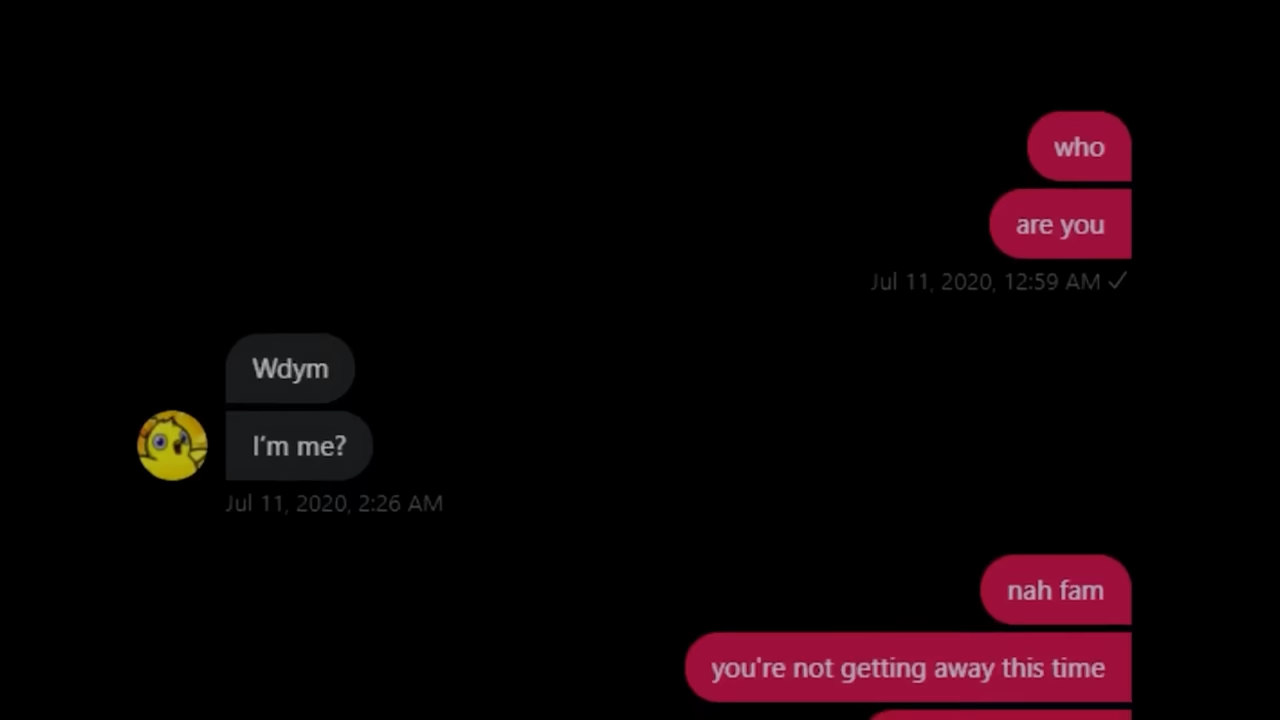 who
are you
Jul 11, 2020, 12:59 AM ✓
Wdym
I'm me?
Jul 11, 2020, 2:26 AM
nah fam
you're not getting away this time